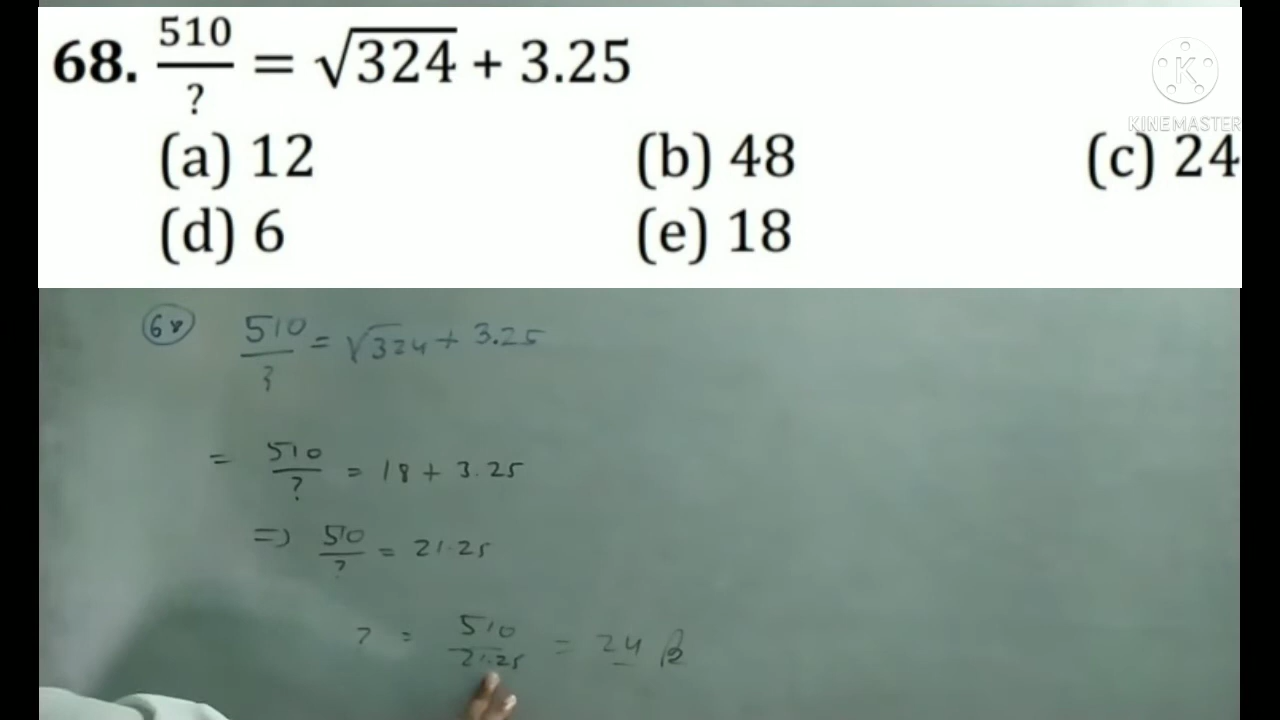 68. 510/? = √324 + 3.25
(a) 12 (b) 48 (c) 24
(d) 6 (e) 18
KINEMASTER
68 510/? = √324 + 3.25
= 510/? = 18 + 3.25
=> 510/? = 21.25
? = 510/21.25 = 24